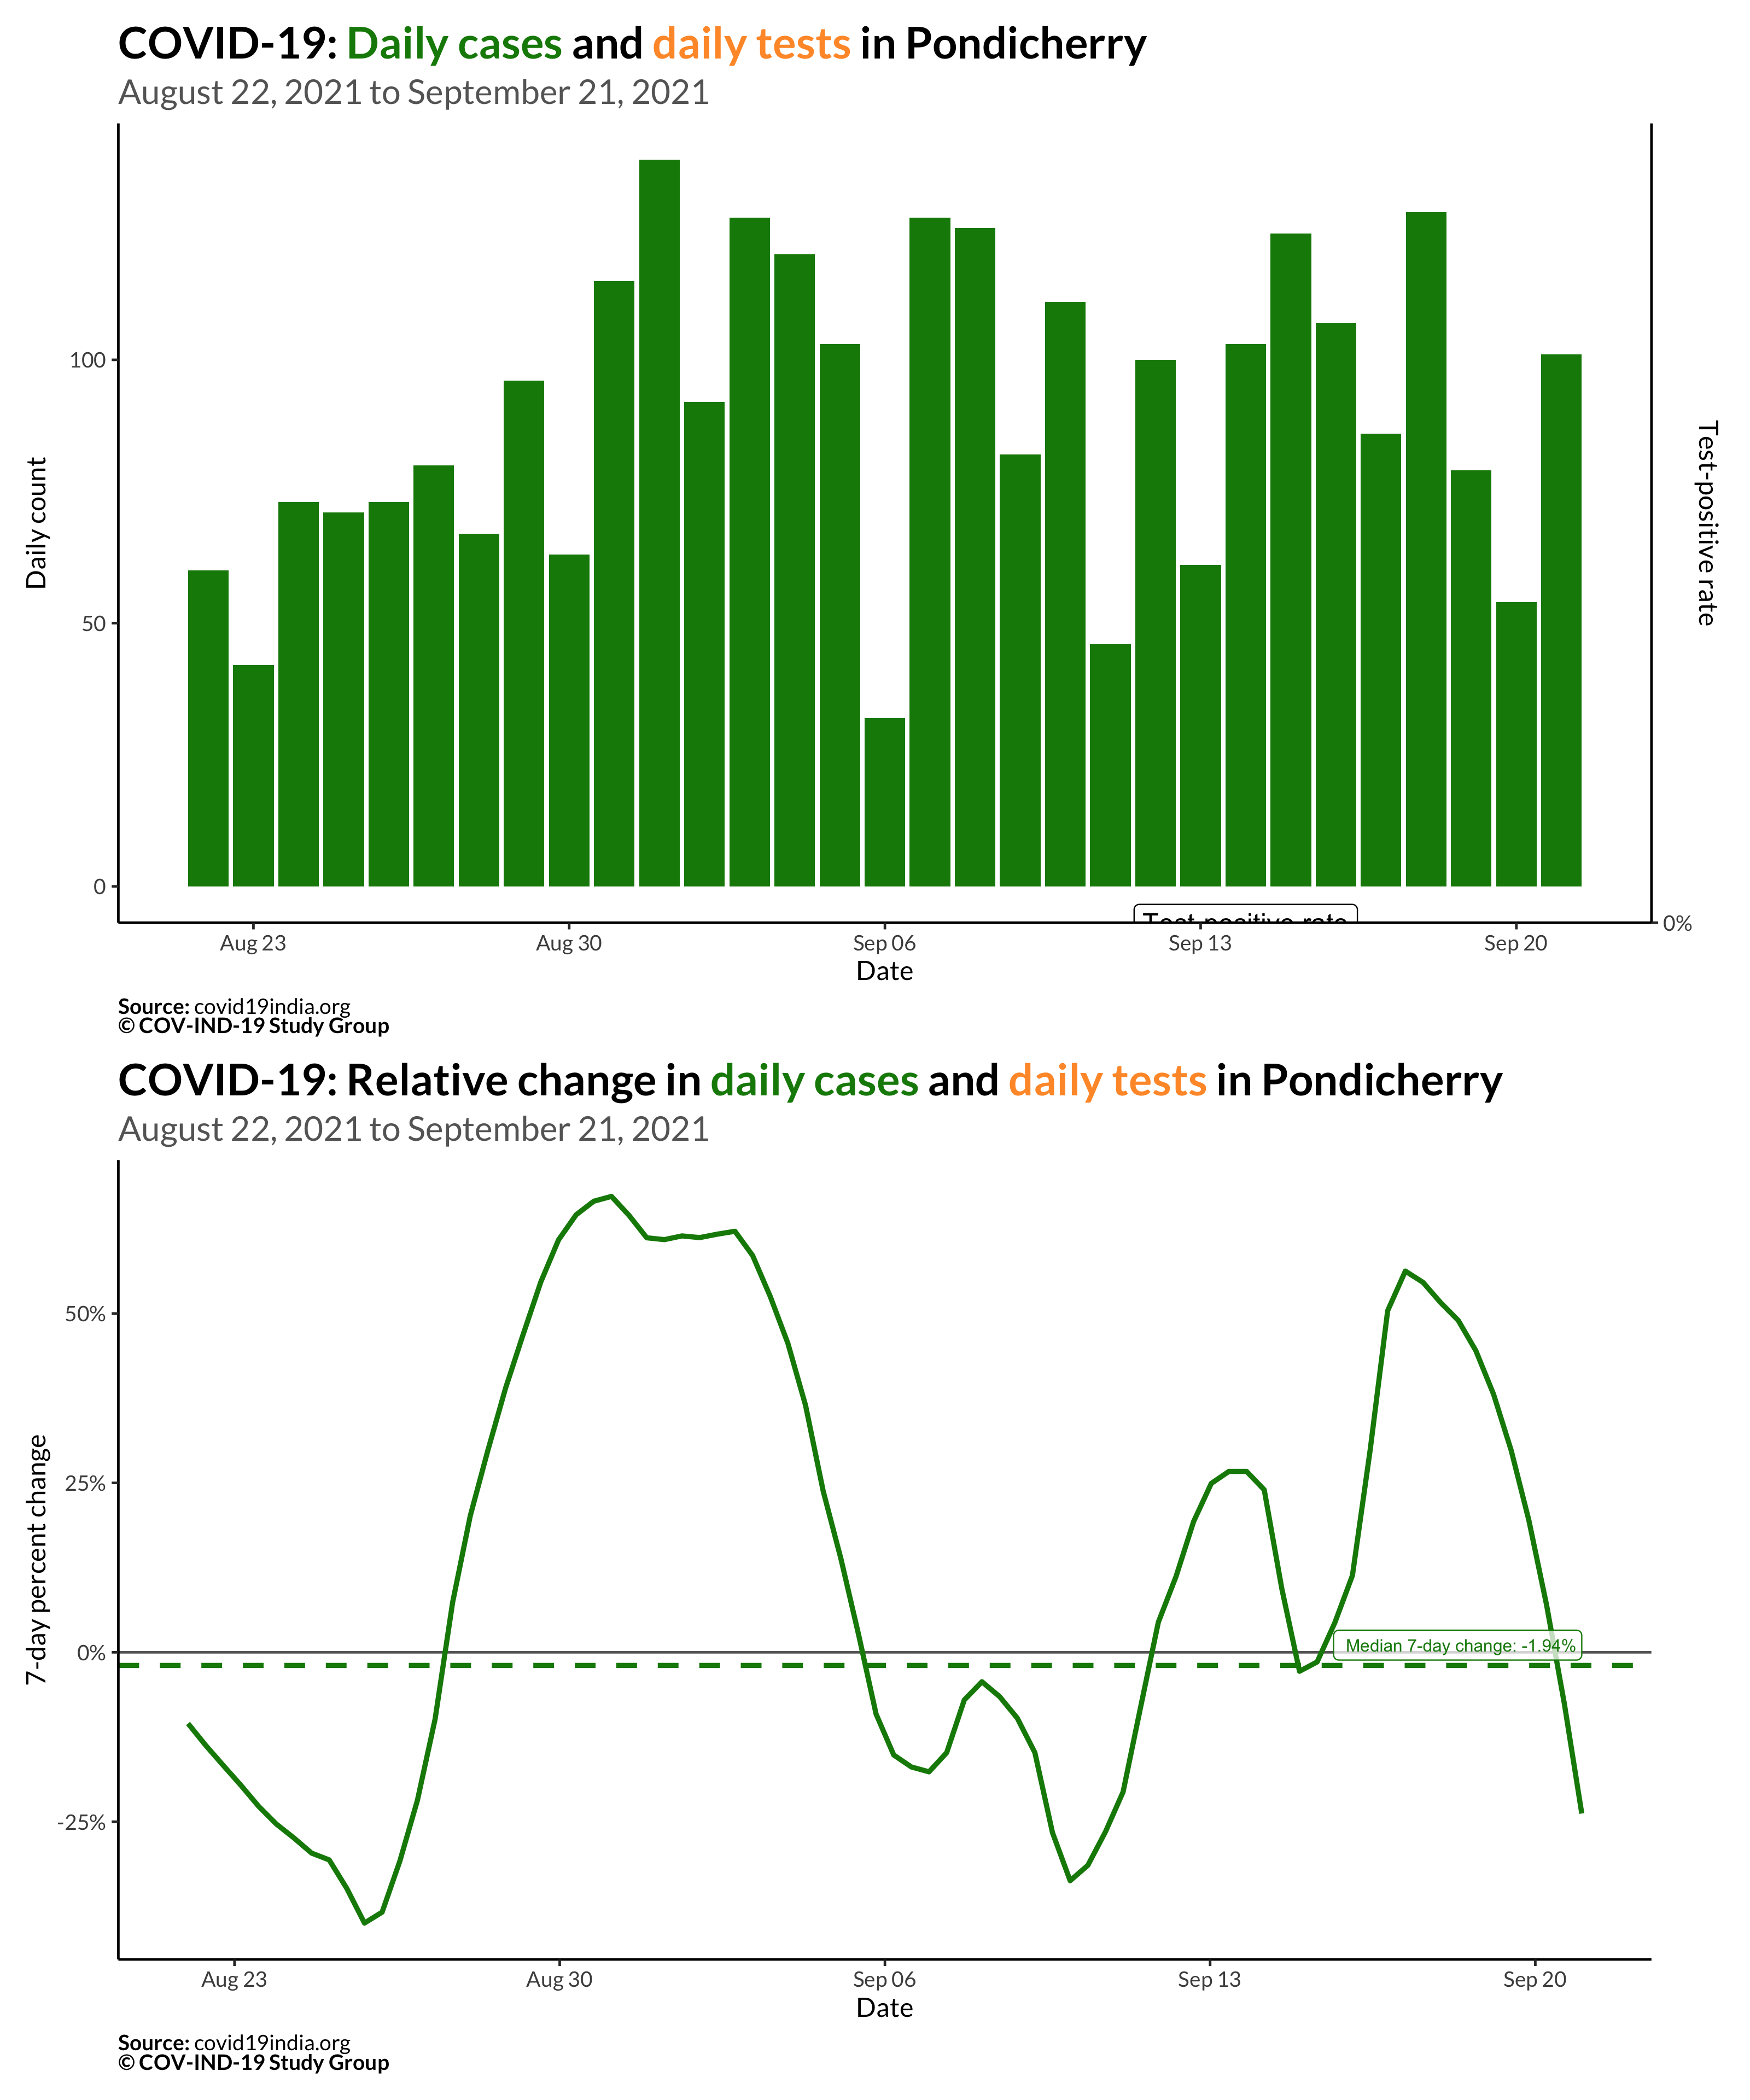 COVID-19: Daily cases and daily tests in Pondicherry
August 22, 2021 to September 21, 2021
Daily count
100
50
0
Test-positive rate
Test-positive rate
0%
Aug 23
Aug 30
Sep 06
Sep 13
Sep 20
Date
Source: covid19india.org
© COV-IND-19 Study Group
COVID-19: Relative change in daily cases and daily tests in Pondicherry
August 22, 2021 to September 21, 2021
7-day percent change
50%
25%
0%
-25%
Median 7-day change: -1.94%
Aug 23
Aug 30
Sep 06
Sep 13
Sep 20
Date
Source: covid19india.org
© COV-IND-19 Study Group